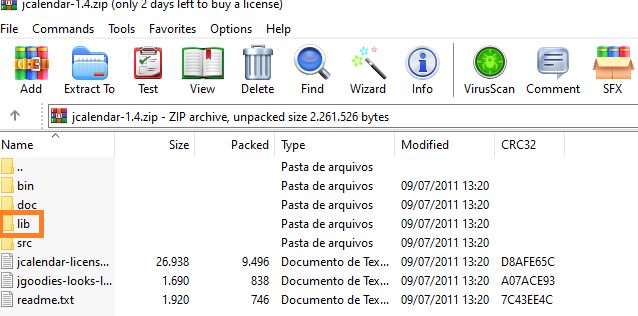 jcalendar-1.4.zip (only 2 days left to buy a license)
File Commands Tools Favorites Options Help
Add Extract To Test View Delete Find Wizard Info VirusScan Comment SFX
jcalendar-1.4.zip - ZIP archive, unpacked size 2.261.526 bytes
Name Size Packed Type Modified CRC32
.. Pasta de arquivos
bin Pasta de arquivos 09/07/2011 13:20
doc Pasta de arquivos 09/07/2011 13:20
lib Pasta de arquivos 09/07/2011 13:20
src Pasta de arquivos 09/07/2011 13:20
jcalendar-licens... 26.938 9.496 Documento de Tex... 09/07/2011 13:20 D8AFE65C
jgoodies-looks-l... 1.690 838 Documento de Tex... 09/07/2011 13:20 A07ACE93
readme.txt 1.920 746 Documento de Tex... 09/07/2011 13:20 7C43EE4C